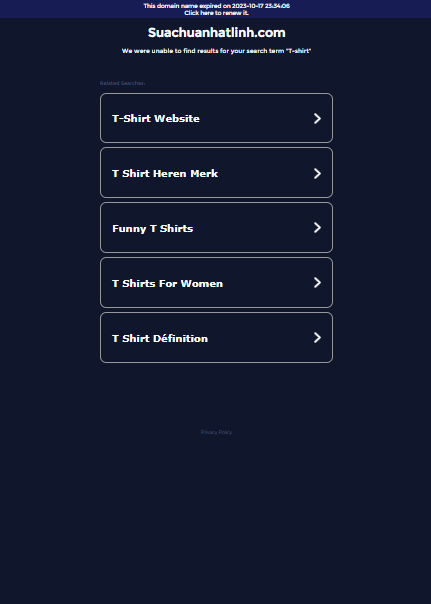 This domain name expired on 2023-10-17 23:34:06
Click here to renew it.
Suachuanhatlinh.com
We were unable to find results for your search term "T-shirt"
Related Searches:
T-Shirt Website
T Shirt Heren Merk
Funny T Shirts
T Shirts For Women
T Shirt Définition
Privacy Policy